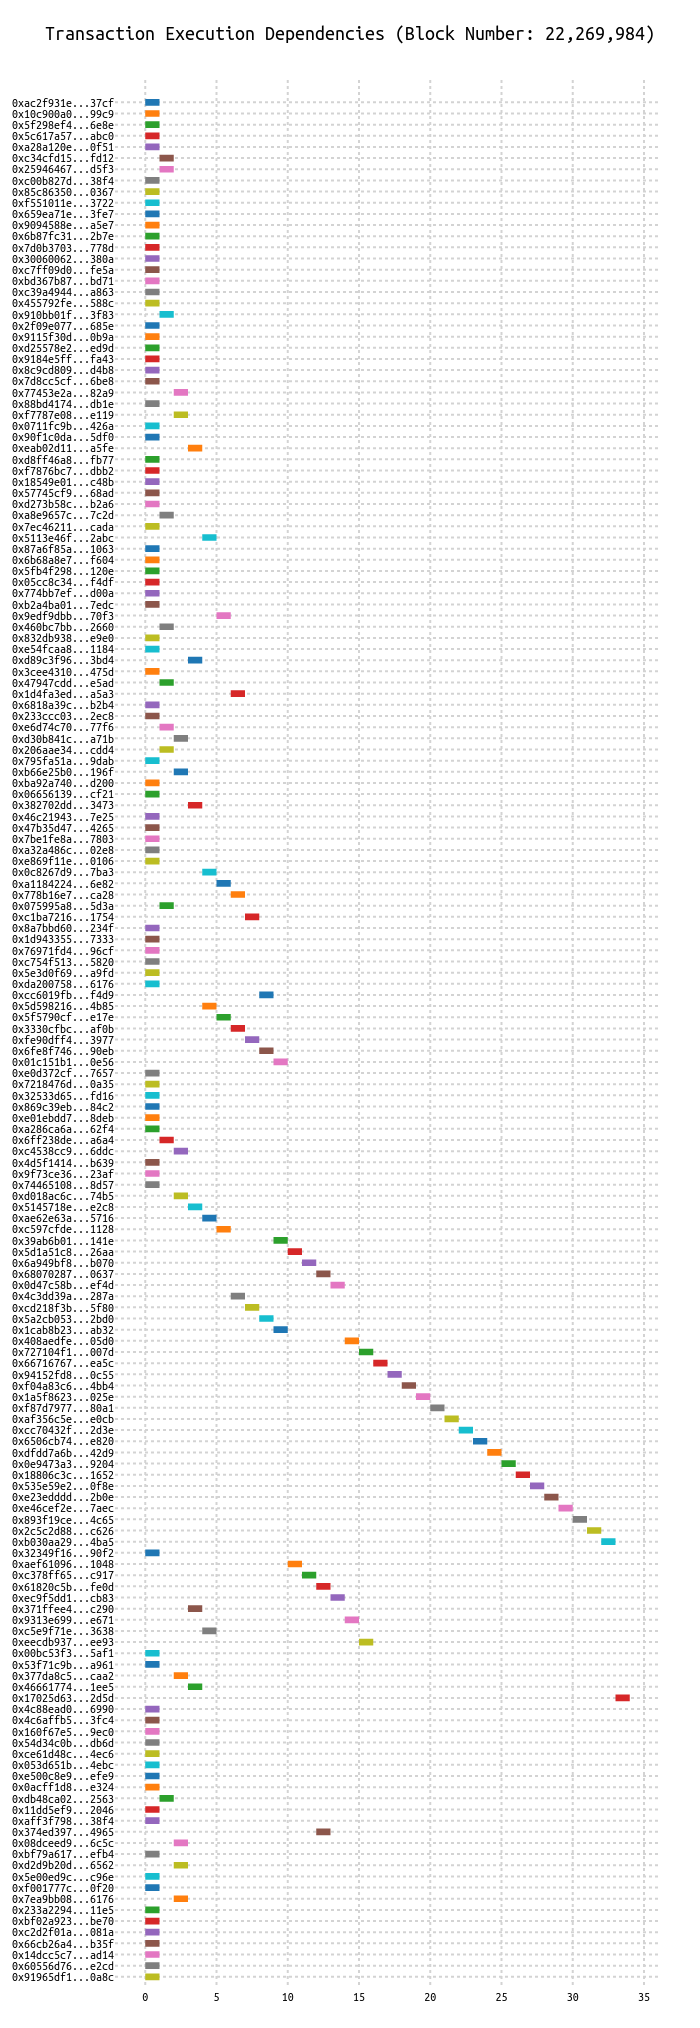 Transaction Execution Dependencies (Block Number: 22,269,984)
0xac2f931e...37cf
0x10c900a0...99c9
0x5f298ef4...6e8e
0x5c617a57...abc0
0xa28a120e...0f51
0xc34cfd15...fd12
0x25946467...d5f3
0xc00b827d...38f4
0x85c86350...0367
0xf551011e...3722
0x659ea71e...3fe7
0x9094588e...a5e7
0x6b87fc31...2b7e
0x7d0b3703...778d
0x30060062...380a
0xc7ff09d0...fe5a
0xbd367b87...bd71
0xc39a4944...a863
0x455792fe...588c
0x910bb01f...3f83
0x2f09e077...685e
0x9115f30d...0b9a
0xd25578e2...ed9d
0x9184e5ff...fa43
0x8c9cd809...d4b8
0x7d8cc5cf...6be8
0x77453e2a...82a9
0x88bd4174...db1e
0xf7787e08...e119
0x0711fc9b...426a
0x90f1c0da...5df0
0xeab02d11...a5fe
0xd8ff46a8...fb77
0xf7876bc7...dbb2
0x18549e01...c48b
0x57745cf9...68ad
0xd273b58c...b2a6
0xa8e9657c...7c2d
0x7ec46211...cada
0x5113e46f...2abc
0x87a6f85a...1063
0x6b68a8e7...f604
0x5fb4f298...120e
0x05cc8c34...f4df
0x774bb7ef...d00a
0xb2a4ba01...7edc
0x9edf9dbb...70f3
0x460bc7bb...2660
0x832db938...e9e0
0xe54fcaa8...1184
0xd89c3f96...3bd4
0x3cee4310...475d
0x47947cdd...e5ad
0x1d4fa3ed...a5a3
0x6818a39c...b2b4
0x233ccc03...2ec8
0xe6d74c70...77f6
0xd30b841c...a71b
0x206aae34...cdd4
0x795fa51a...9dab
0xb66e25b0...196f
0xba92a740...d200
0x06656139...cf21
0x382702dd...3473
0x46c21943...7e25
0x47b35d47...4265
0x7be1fe8a...7803
0xa32a486c...02e8
0xe869f11e...0106
0x0c8267d9...7ba3
0xa1184224...6e82
0x778b16e7...ca28
0x075995a8...5d3a
0xc1ba7216...1754
0x8a7bbd60...234f
0x1d943355...7333
0x76971fd4...96cf
0xc754f513...5820
0x5e3d0f69...a9fd
0xda200758...6176
0xcc6019fb...f4d9
0x5d598216...4b85
0x5f5790cf...e17e
0x3330cfbc...af0b
0xfe90dff4...3977
0x6fe8f746...90eb
0x01c151b1...0e56
0xe0d372cf...7657
0x7218476d...0a35
0x32533d65...fd16
0x869c39eb...84c2
0xe01ebdd7...8deb
0xa286ca6a...62f4
0x6ff238de...a6a4
0xc4538cc9...6ddc
0x4d5f1414...b639
0x9f73ce36...23af
0x74465108...8d57
0xd018ac6c...74b5
0x5145718e...e2c8
0xae62e63a...5716
0xc597cfde...1128
0x39ab6b01...141e
0x5d1a51c8...26aa
0x6a949bf8...b070
0x68070287...0637
0x0d47c58b...ef4d
0x4c3dd39a...287a
0xcd218f3b...5f80
0x5a2cb053...2bd0
0x1cab8b23...ab32
0x408aedfe...05d0
0x727104f1...007d
0x66716767...ea5c
0x94152fd8...0c55
0xf04a83c6...4bb4
0x1a5f8623...025e
0xf87d7977...80a1
0xaf356c5e...e0cb
0xcc70432f...2d3e
0x6506cb74...e820
0xdfdd7a6b...42d9
0x0e9473a3...9204
0x18806c3c...1652
0x535e59e2...0f8e
0xe23edddd...2b0e
0xe46cef2e...7aec
0x893f19ce...4c65
0x2c5c2d88...c626
0xb030aa29...4ba5
0x32349f16...90f2
0xaef61096...1048
0xc378ff65...c917
0x61820c5b...fe0d
0xec9f5dd1...cb83
0x371ffee4...c290
0x9313e699...e671
0xc5e9f71e...3638
0xeecdb937...ee93
0x00bc53f3...5af1
0x53f71c9b...a961
0x377da8c5...caa2
0x46661774...1ee5
0x17025d63...2d5d
0x4c88ead0...6990
0x4c6affb5...3fc4
0x160f67e5...9ec0
0x54d34c0b...db6d
0xce61d48c...4ec6
0x053d651b...4ebc
0xe500c8e9...efe9
0x0acff1d8...e324
0xdb48ca02...2563
0x11dd5ef9...2046
0xaff3f798...38f4
0x374ed397...4965
0x08dceed9...6c5c
0xbf79a617...efb4
0xd2d9b20d...6562
0x5e00ed9c...c96e
0xf001777c...0f20
0x7ea9bb08...6176
0x233a2294...11e5
0xbf02a923...be70
0xc2d2f01a...081a
0x66cb26a4...b35f
0x14dcc5c7...ad14
0x60556d76...e2cd
0x91965df1...0a8c
0 5 10 15 20 25 30 35